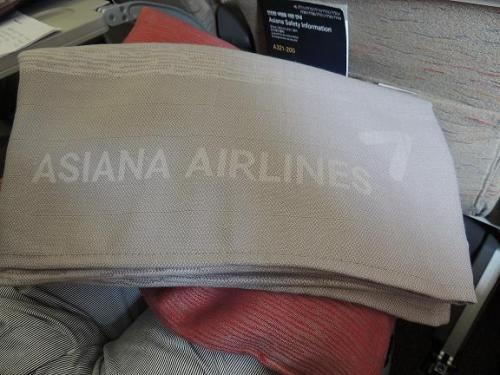 Asiana Safety Information
A321-200
ASIANA AIRLINES